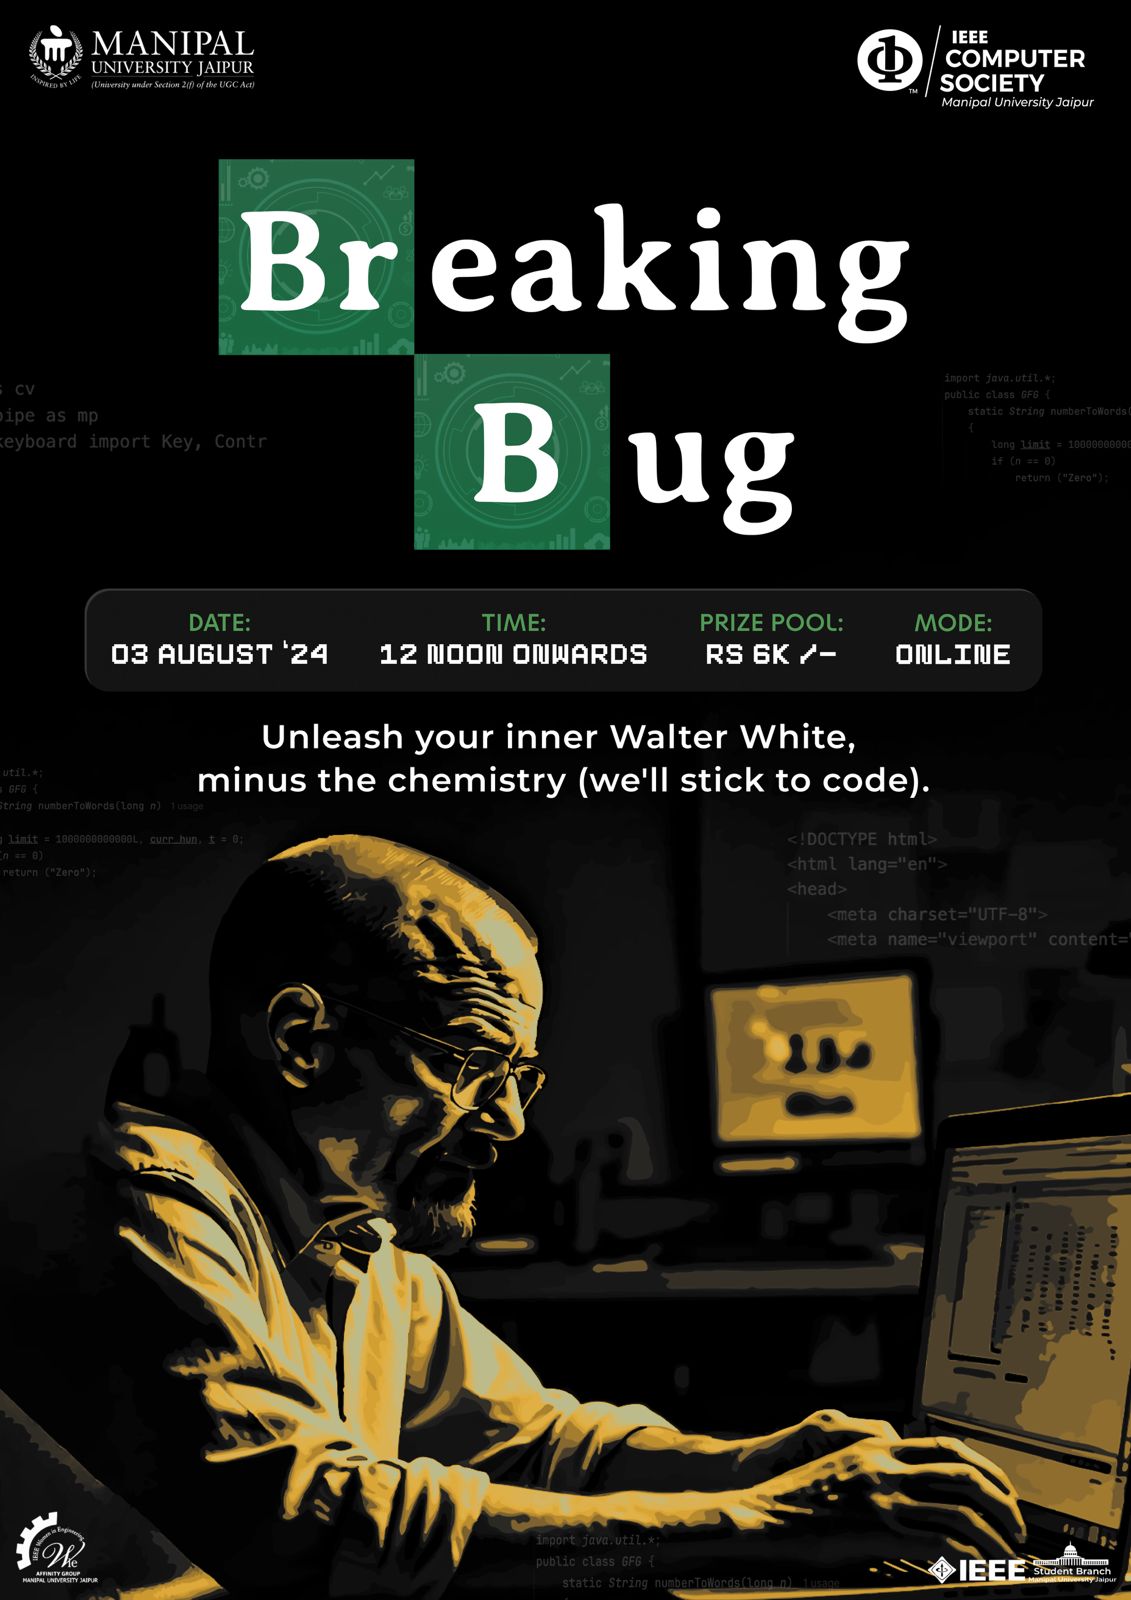 MANIPAL
UNIVERSITY JAIPUR
(University under Section 2(f) of the UGC Act)
INSPIRED BY LIFE
IEEE
COMPUTER
SOCIETY
Manipal University Jaipur
TM
Breaking
Bug
s cv
pipe as mp
keyboard import Key, Contr
import java.util.*;
public class GFG {
static String numberToWords(
{
long limit = 10000000000
if (n == 0)
return ("Zero");
DATE:
03 AUGUST '24
TIME:
12 NOON ONWARDS
PRIZE POOL:
RS 6K /-
MODE:
ONLINE
Unleash your inner Walter White,
minus the chemistry (we'll stick to code).
util.*;
s GFG {
String numberToWords(long n) 1 usage
g limit = 1000000000000L, curr_hun, t = 0;
(n == 0)
return ("Zero");
<!DOCTYPE html>
<html lang="en">
<head>
<meta charset="UTF-8">
<meta name="viewport" content="
import java.util.*;
public class GFG {
static String numberToWords(long n) 1 usage
IEEE Women in Engineering
Wie
AFFINITY GROUP
MANIPAL UNIVERSITY JAIPUR
IEEE
Student Branch
Manipal University Jaipur